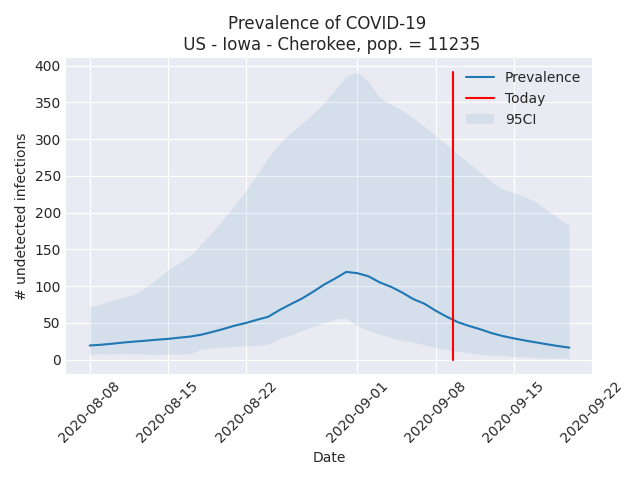 Prevalence of COVID-19
US - Iowa - Cherokee, pop. = 11235
400
350
300
250
200
150
100
50
0
# undetected infections
Prevalence
Today
95CI
2020-08-08
2020-08-15
2020-08-22
2020-09-01
2020-09-08
2020-09-15
2020-09-22
Date